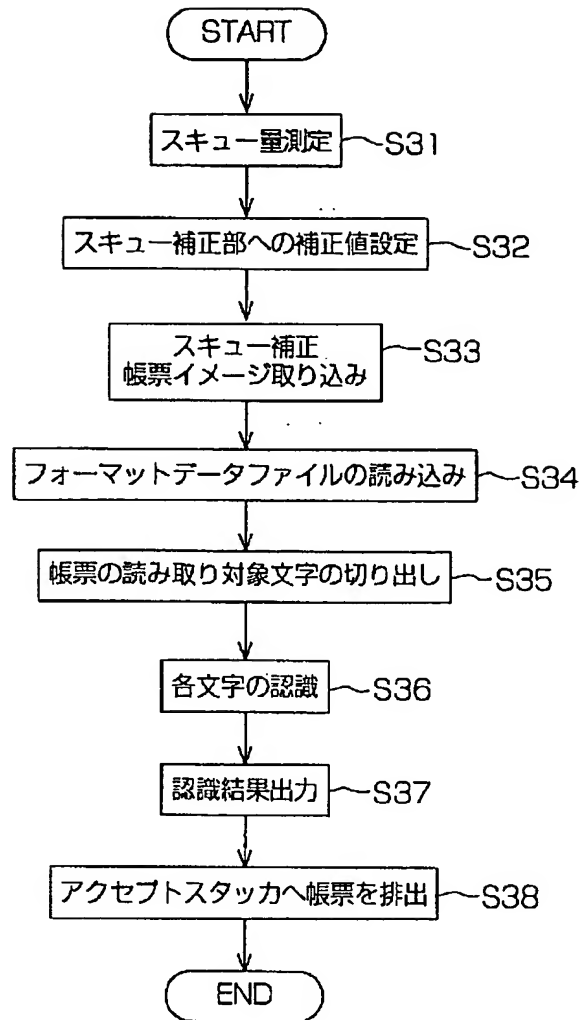 START
スキュー量測定
S31
スキュー補正部への補正値設定
S32
スキュー補正
帳票イメージ取り込み
S33
フォーマットデータファイルの読み込み
S34
帳票の読み取り対象文字の切り出し
S35
各文字の認識
S36
認識結果出力
S37
アクセプトスタッカへ帳票を排出
S38
END